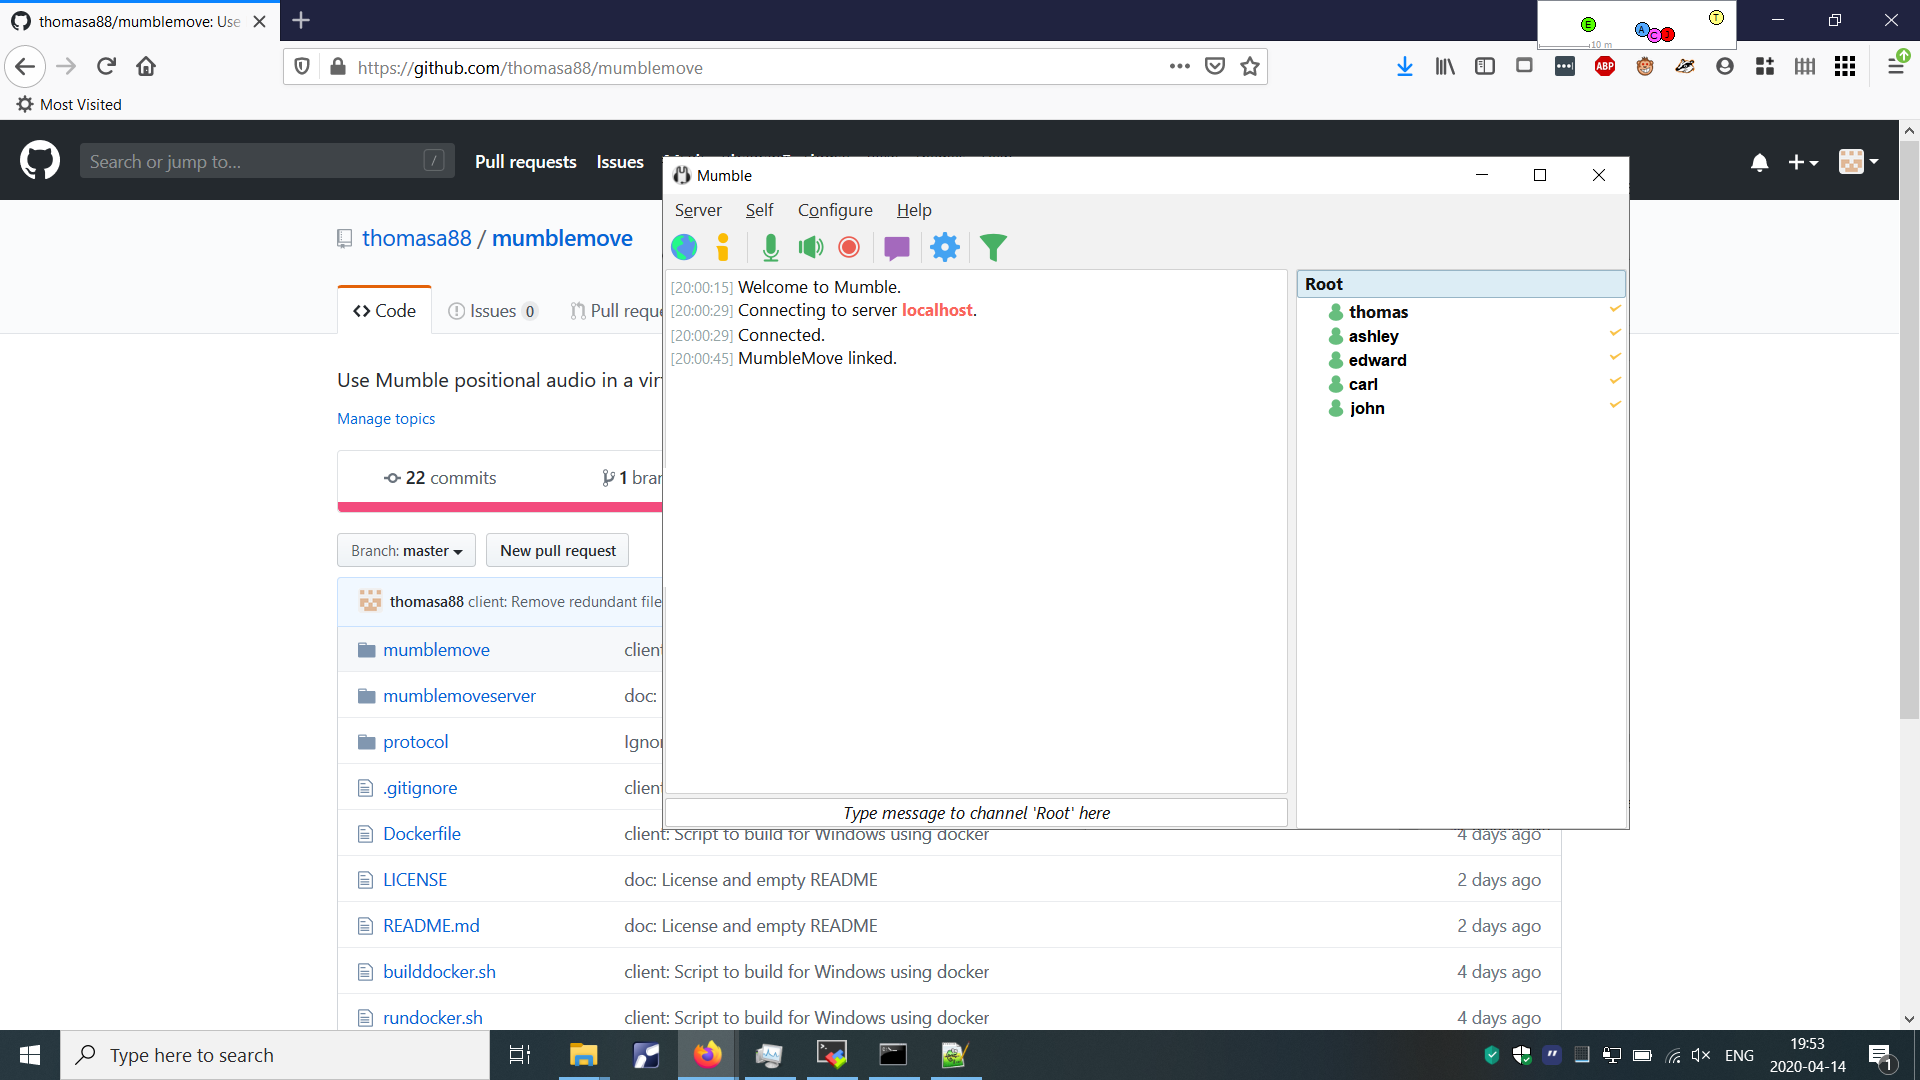 thomasa88/mumblemove: Use
E
A
C
T
10 m
https://github.com/thomasa88/mumblemove
ABP
Most Visited
Search or jump to...
/
Pull requests
Issues
thomasa88 / mumblemove
Code
Issues 0
Pull reque
Use Mumble positional audio in a vir
Manage topics
22 commits
1 bran
Branch: master
New pull request
thomasa88 client: Remove redundant file
mumblemove
client
mumblemoveserver
doc:
protocol
Ignor
.gitignore
client
Dockerfile
client: Script to build for Windows using docker
4 days ago
LICENSE
doc: License and empty README
2 days ago
README.md
doc: License and empty README
2 days ago
builddocker.sh
client: Script to build for Windows using docker
4 days ago
rundocker.sh
client: Script to build for Windows using docker
4 days ago
Mumble
Server
Self
Configure
Help
[20:00:15] Welcome to Mumble.
[20:00:29] Connecting to server localhost.
[20:00:29] Connected.
[20:00:45] MumbleMove linked.
Type message to channel 'Root' here
Root
thomas
ashley
edward
carl
john
Type here to search
ENG
19:53
2020-04-14
1